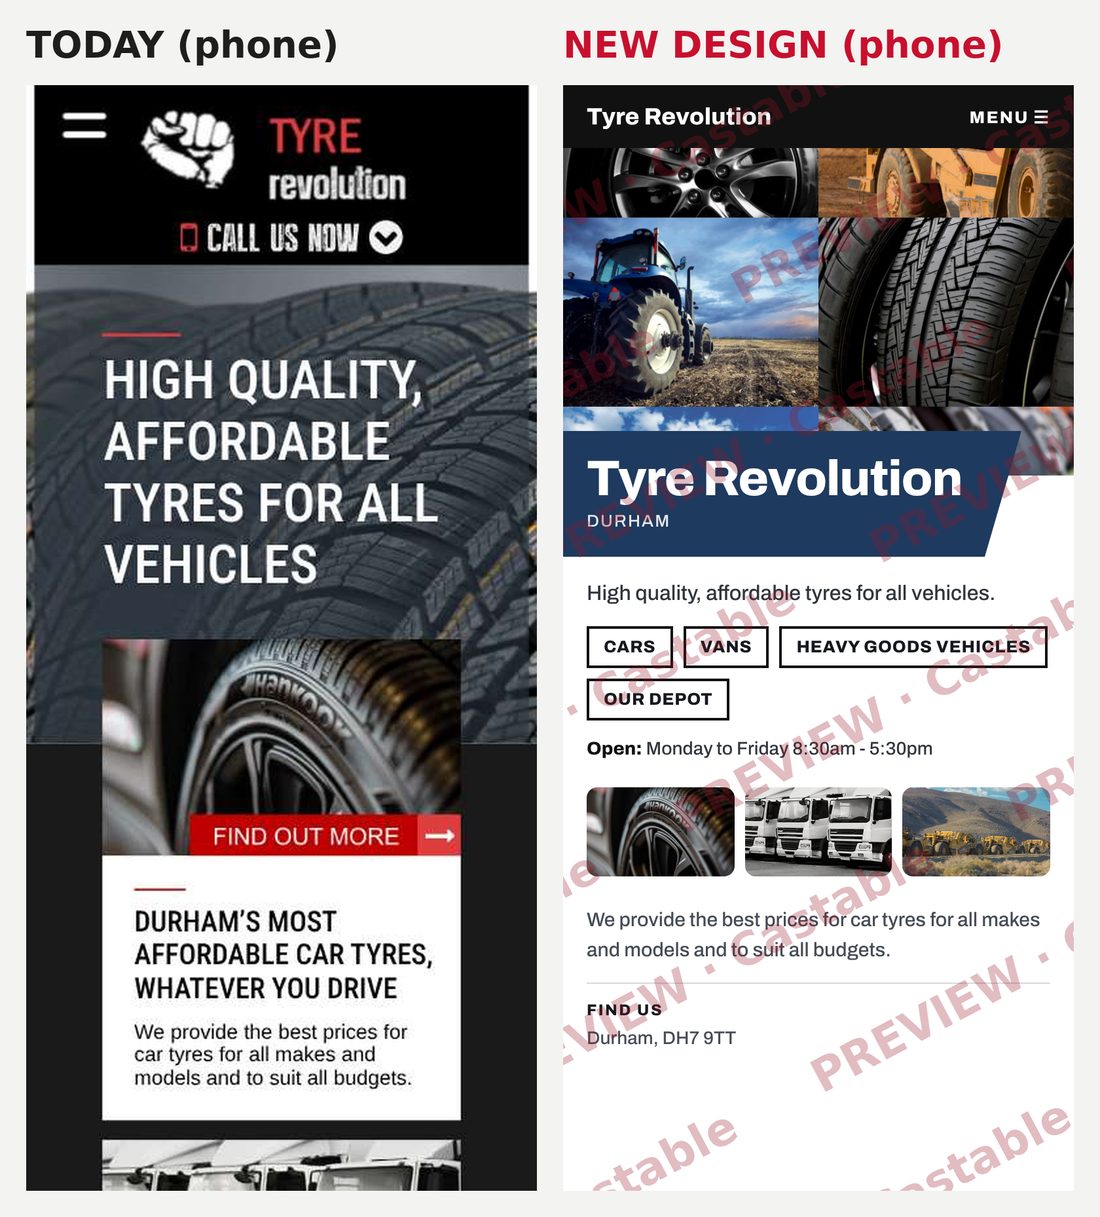 TODAY (phone)
TYRE
revolution
CALL US NOW
HIGH QUALITY,
AFFORDABLE
TYRES FOR ALL
VEHICLES
HANKOOK
FIND OUT MORE
DURHAM'S MOST
AFFORDABLE CAR TYRES,
WHATEVER YOU DRIVE
We provide the best prices for
car tyres for all makes and
models and to suit all budgets.
NEW DESIGN (phone)
Tyre Revolution
MENU ☰
Tyre Revolution
DURHAM
High quality, affordable tyres for all vehicles.
CARS
VANS
HEAVY GOODS VEHICLES
OUR DEPOT
Open: Monday to Friday 8:30am - 5:30pm
We provide the best prices for car tyres for all makes
and models and to suit all budgets.
FIND US
Durham, DH7 9TT
PREVIEW · Castable